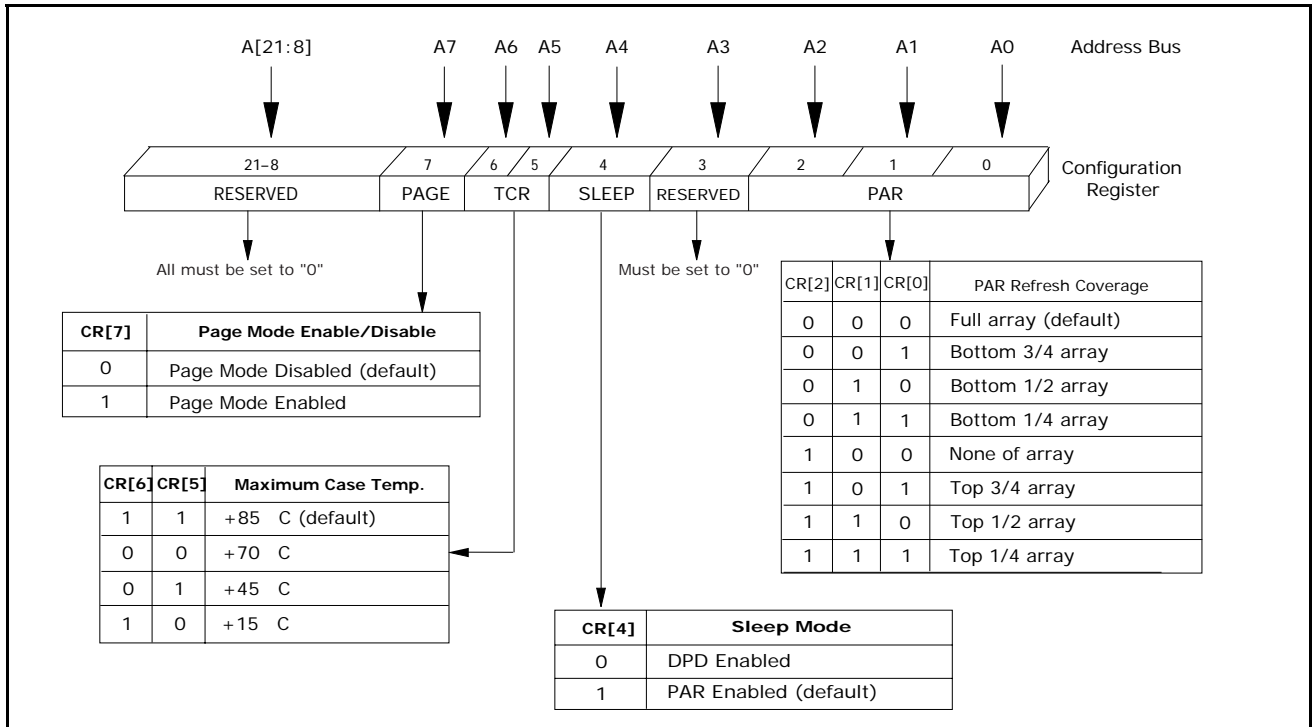 A[21:8] A7 A6 A5 A4 A3 A2 A1 A0 Address Bus
21–8 7 6 5 4 3 2 1 0
RESERVED PAGE TCR SLEEP RESERVED PAR
Configuration
Register
All must be set to "0"
Must be set to "0"
CR[7] Page Mode Enable/Disable
0 Page Mode Disabled (default)
1 Page Mode Enabled
CR[6] CR[5] Maximum Case Temp.
1 1 +85 C (default)
0 0 +70 C
0 1 +45 C
1 0 +15 C
CR[4] Sleep Mode
0 DPD Enabled
1 PAR Enabled (default)
CR[2] CR[1] CR[0] PAR Refresh Coverage
0 0 0 Full array (default)
0 0 1 Bottom 3/4 array
0 1 0 Bottom 1/2 array
0 1 1 Bottom 1/4 array
1 0 0 None of array
1 0 1 Top 3/4 array
1 1 0 Top 1/2 array
1 1 1 Top 1/4 array